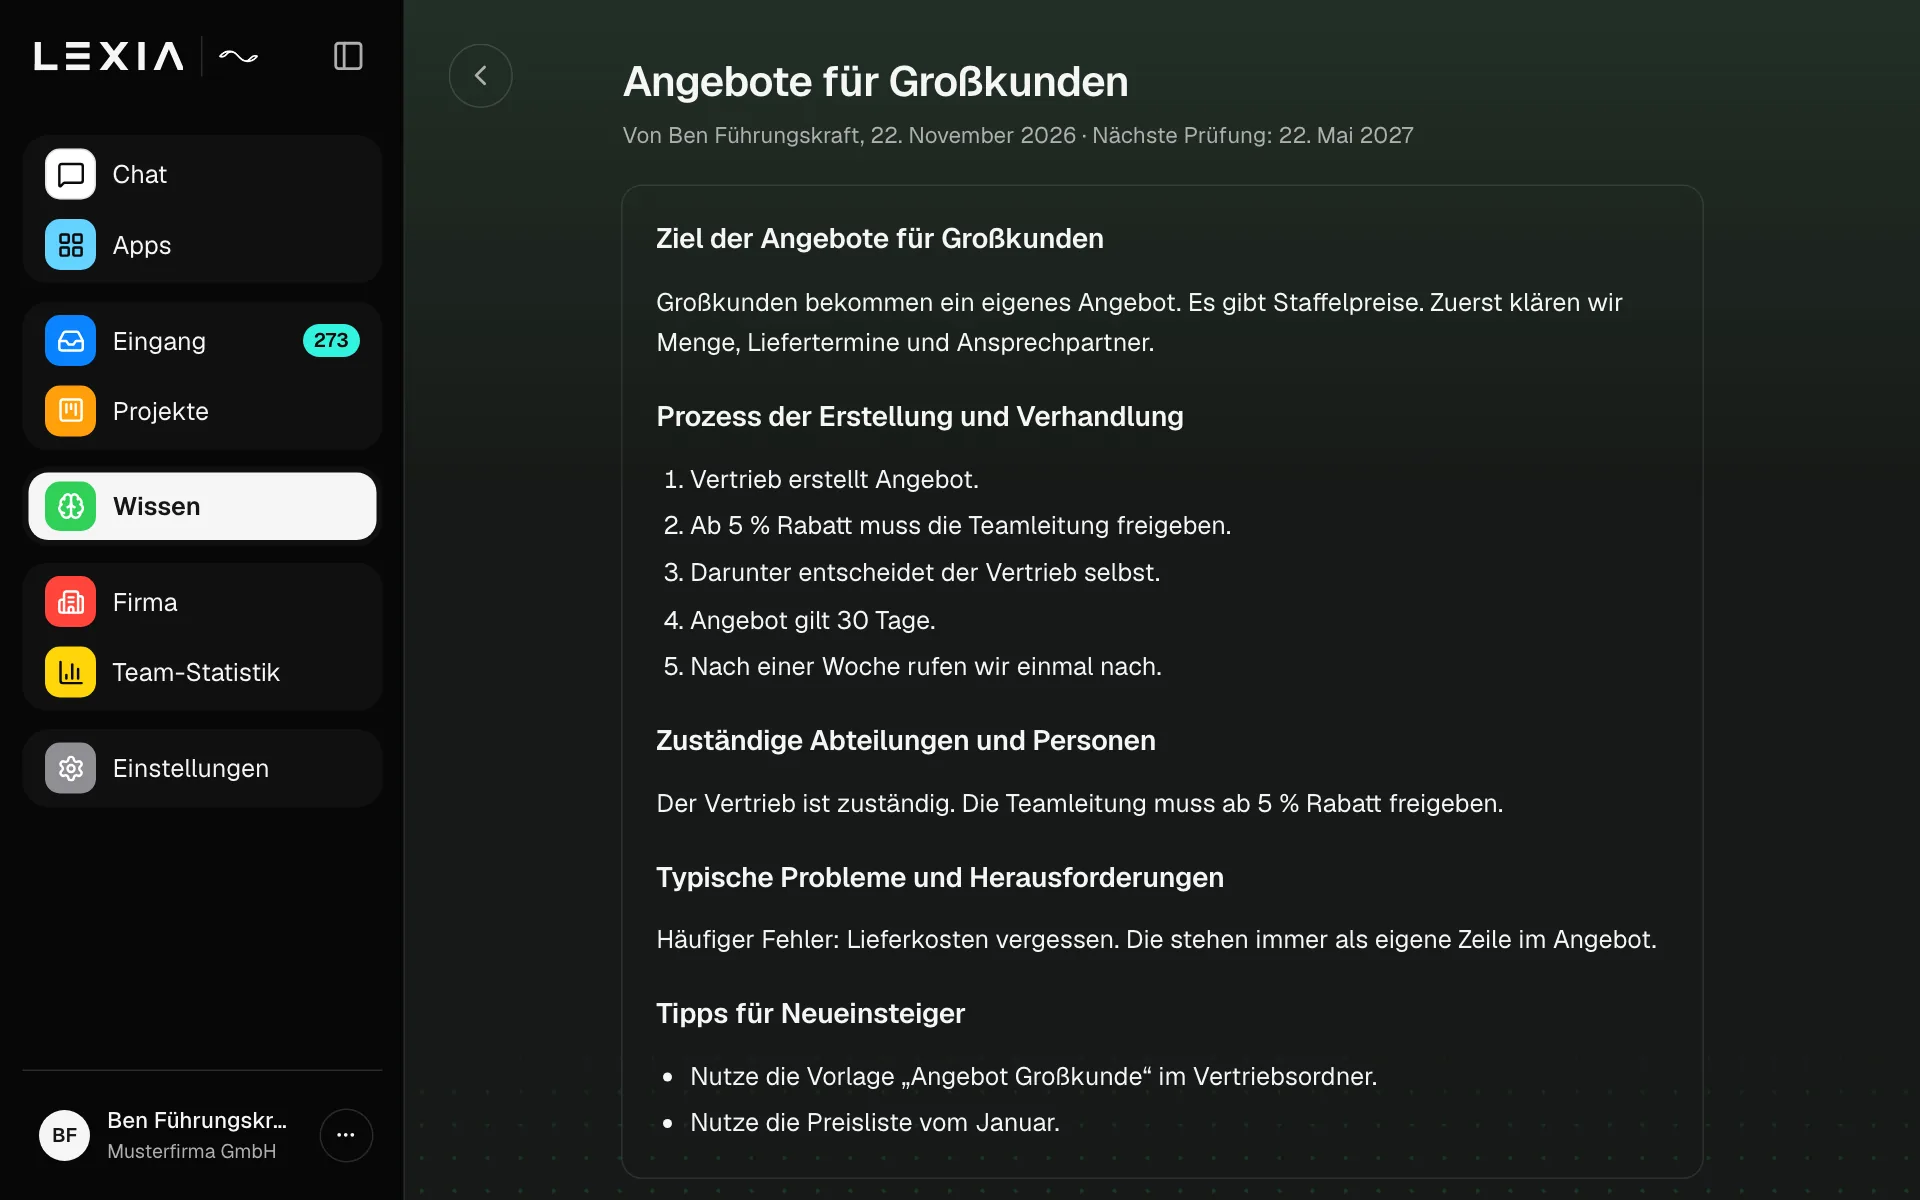 LEXIA
Chat
Apps
Eingang 273
Projekte
Wissen
Firma
Team-Statistik
Einstellungen
BF
Ben Führungskr...
Musterfirma GmbH
Angebote für Großkunden
Von Ben Führungskraft, 22. November 2026 · Nächste Prüfung: 22. Mai 2027
Ziel der Angebote für Großkunden
Großkunden bekommen ein eigenes Angebot. Es gibt Staffelpreise. Zuerst klären wir
Menge, Liefertermine und Ansprechpartner.
Prozess der Erstellung und Verhandlung
1. Vertrieb erstellt Angebot.
2. Ab 5 % Rabatt muss die Teamleitung freigeben.
3. Darunter entscheidet der Vertrieb selbst.
4. Angebot gilt 30 Tage.
5. Nach einer Woche rufen wir einmal nach.
Zuständige Abteilungen und Personen
Der Vertrieb ist zuständig. Die Teamleitung muss ab 5 % Rabatt freigeben.
Typische Probleme und Herausforderungen
Häufiger Fehler: Lieferkosten vergessen. Die stehen immer als eigene Zeile im Angebot.
Tipps für Neueinsteiger
• Nutze die Vorlage „Angebot Großkunde“ im Vertriebsordner.
• Nutze die Preisliste vom Januar.